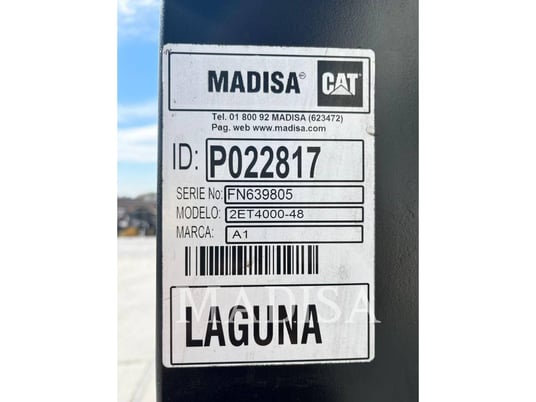 MADISA® CAT
Tel. 01 800 92 MADISA (623472)
Pag. web www.madisa.com
ID: P022817
SERIE No: FN639805
MODELO: 2ET4000-48
MARCA: A1
MADISA
LAGUNA